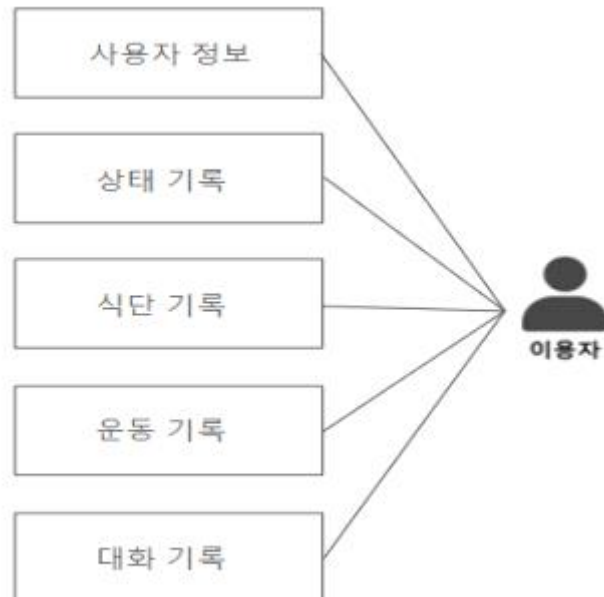 사용자 정보
상태 기록
식단 기록
이용자
운동 기록
대화 기록